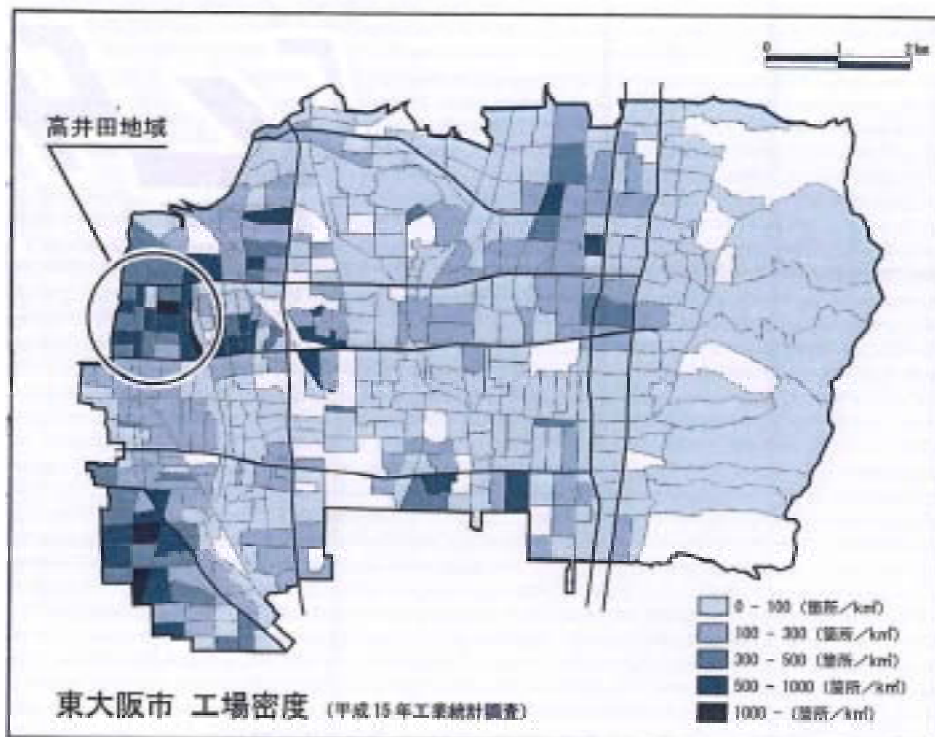 0 1 2㎞
高井田地域
0 - 100 (箇所/k㎡)
100 - 300 (箇所/k㎡)
300 - 500 (箇所/k㎡)
500 - 1000 (箇所/k㎡)
1000 - (箇所/k㎡)
東大阪市 工場密度 (平成15年工業統計調査)